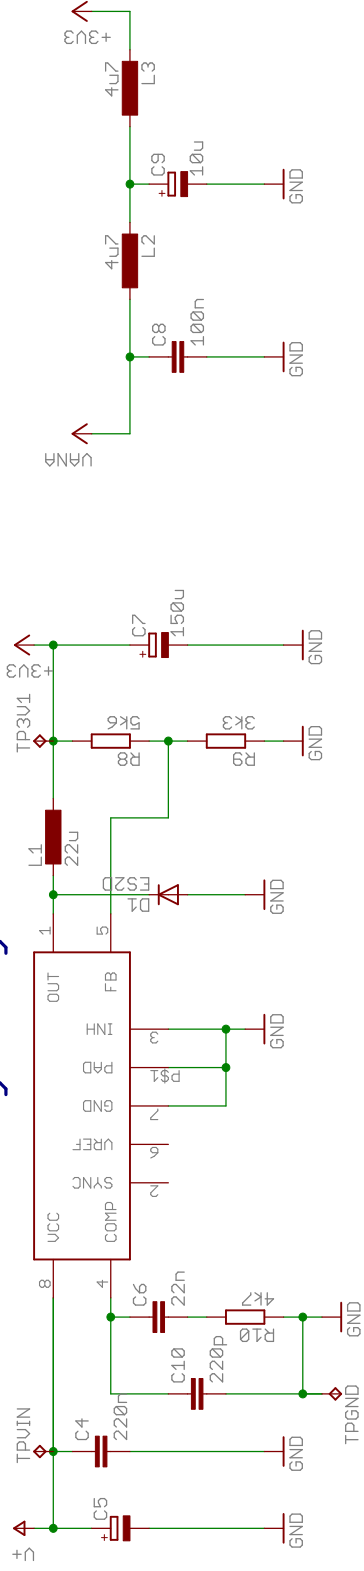 +3V3
4u7
L3
C9
+
10u
GND
4u7
L2
C8
100n
GND
VANA
+3V3
C7
+
150u
GND
TP3V1
R8
5k6
R9
3k3
GND
L1
22u
D1
ES2D
GND
1
5
OUT
FB
INH
3
PAD
P$1
GND
7
VREF
6
SYNC
2
GND
VCC
COMP
8
4
C6
22n
R10
4k7
GND
C10
220p
TPGND
TPVIN
C4
220n
GND
V+
C5
+
GND